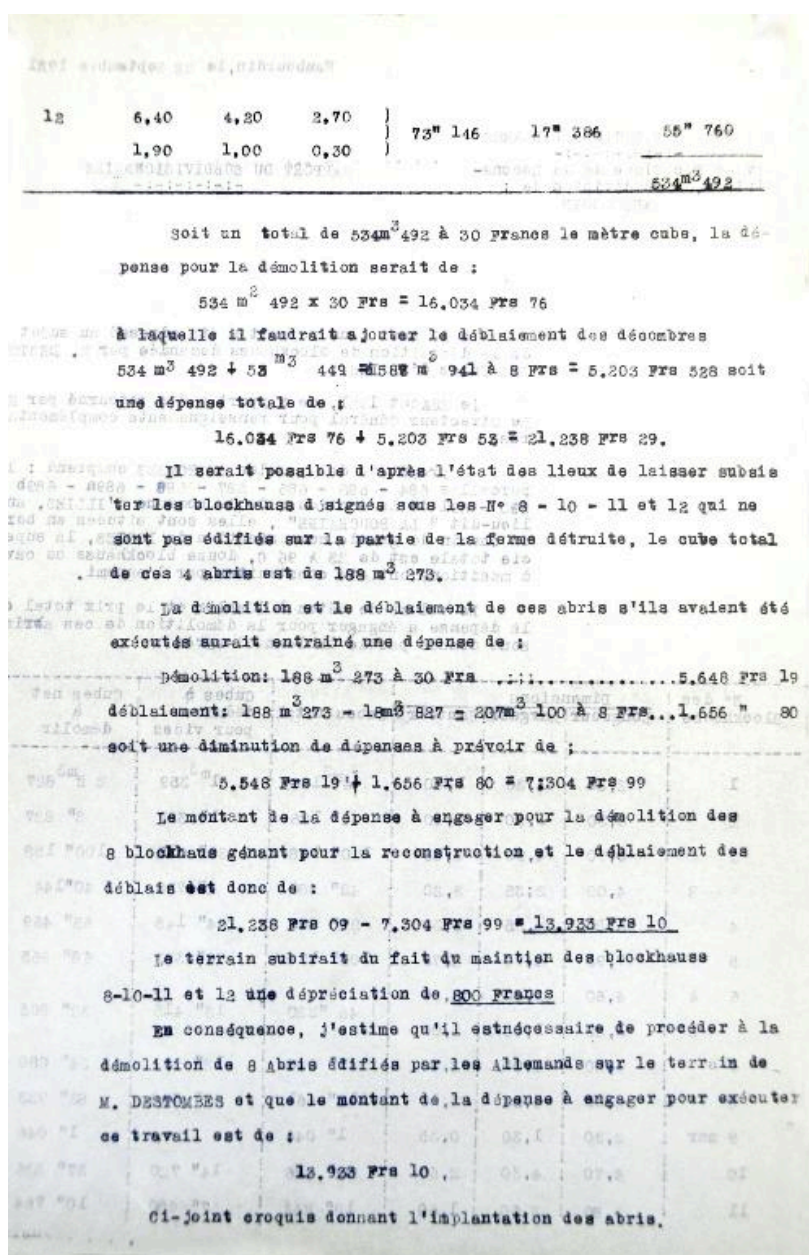 12 6,40 4,20 2,70 )
) 73" 146 17" 386 55" 760
1,90 1,00 0,30 )
534m3492
Soit un total de 534m3492 à 30 Francs le mètre cube, la dé-
pense pour la démolition serait de :
534 m2 492 x 30 Frs = 16.034 Frs 76
à laquelle il faudrait ajouter le déblaiement des décombres
534 m3 492 + 53 m3 449 = 587 m3 941 à 8 Frs = 5.203 Frs 528 soit
une dépense totale de :
16.034 Frs 76 + 5.203 Frs 53 = 21.238 Frs 29.
Il serait possible d'après l'état des lieux de laisser subsis
ter les blockhauss désignés sous les N° 8 - 10 - 11 et 12 qui ne
sont pas édifiés sur la partie de la ferme détruite, le cube total
de ces 4 abris est de 188 m3 273.
La démolition et le déblaiement de ces abris s'ils avaient été
exécutés aurait entrainé une dépense de :
Démolition: 188 m3 273 à 30 Frs .................5.648 Frs 19
déblaiement: 188 m3 273 - 18m3 827 = 207m3 100 à 8 Frs...1.656 " 80
soit une diminution de dépenses à prévoir de :
5.548 Frs 19 + 1.656 Frs 80 = 7:304 Frs 99
Le montant de la dépense à engager pour la démolition des
8 blockhaus génant pour la reconstruction et le déblaiement des
déblais est donc de :
21.238 Frs 09 - 7.304 Frs 99 = 13.933 Frs 10
Le terrain subirait du fait du maintien des blockhauss
8-10-11 et 12 une dépréciation de 800 Francs
En conséquence, j'estime qu'il estnécessaire de procéder à la
démolition de 8 Abris édifiés par les Allemands sur le terrain de
M. DESTOMBES et que le montant de la dépense à engager pour exécuter
ce travail est de :
13.933 Frs 10 .
Ci-joint croquis donnant l'implantation des abris.